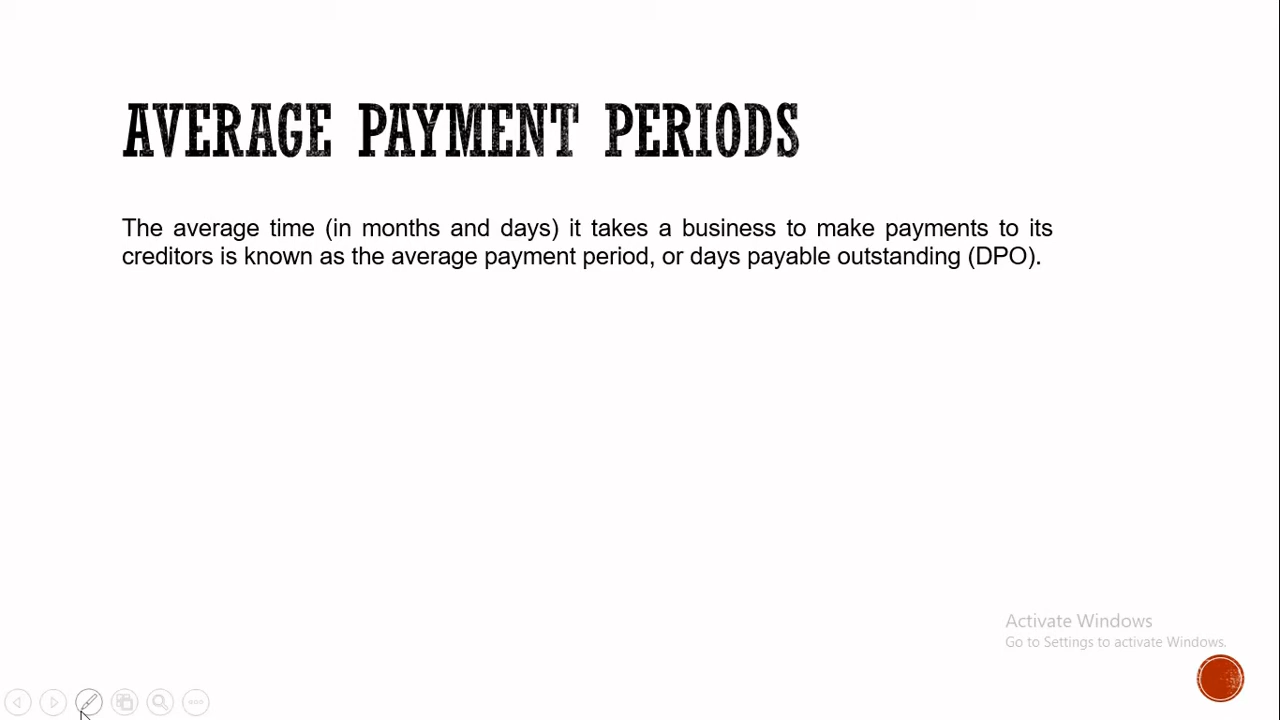 AVERAGE PAYMENT PERIODS
The average time (in months and days) it takes a business to make payments to its
creditors is known as the average payment period, or days payable outstanding (DPO).
Activate Windows
Go to Settings to activate Windows.